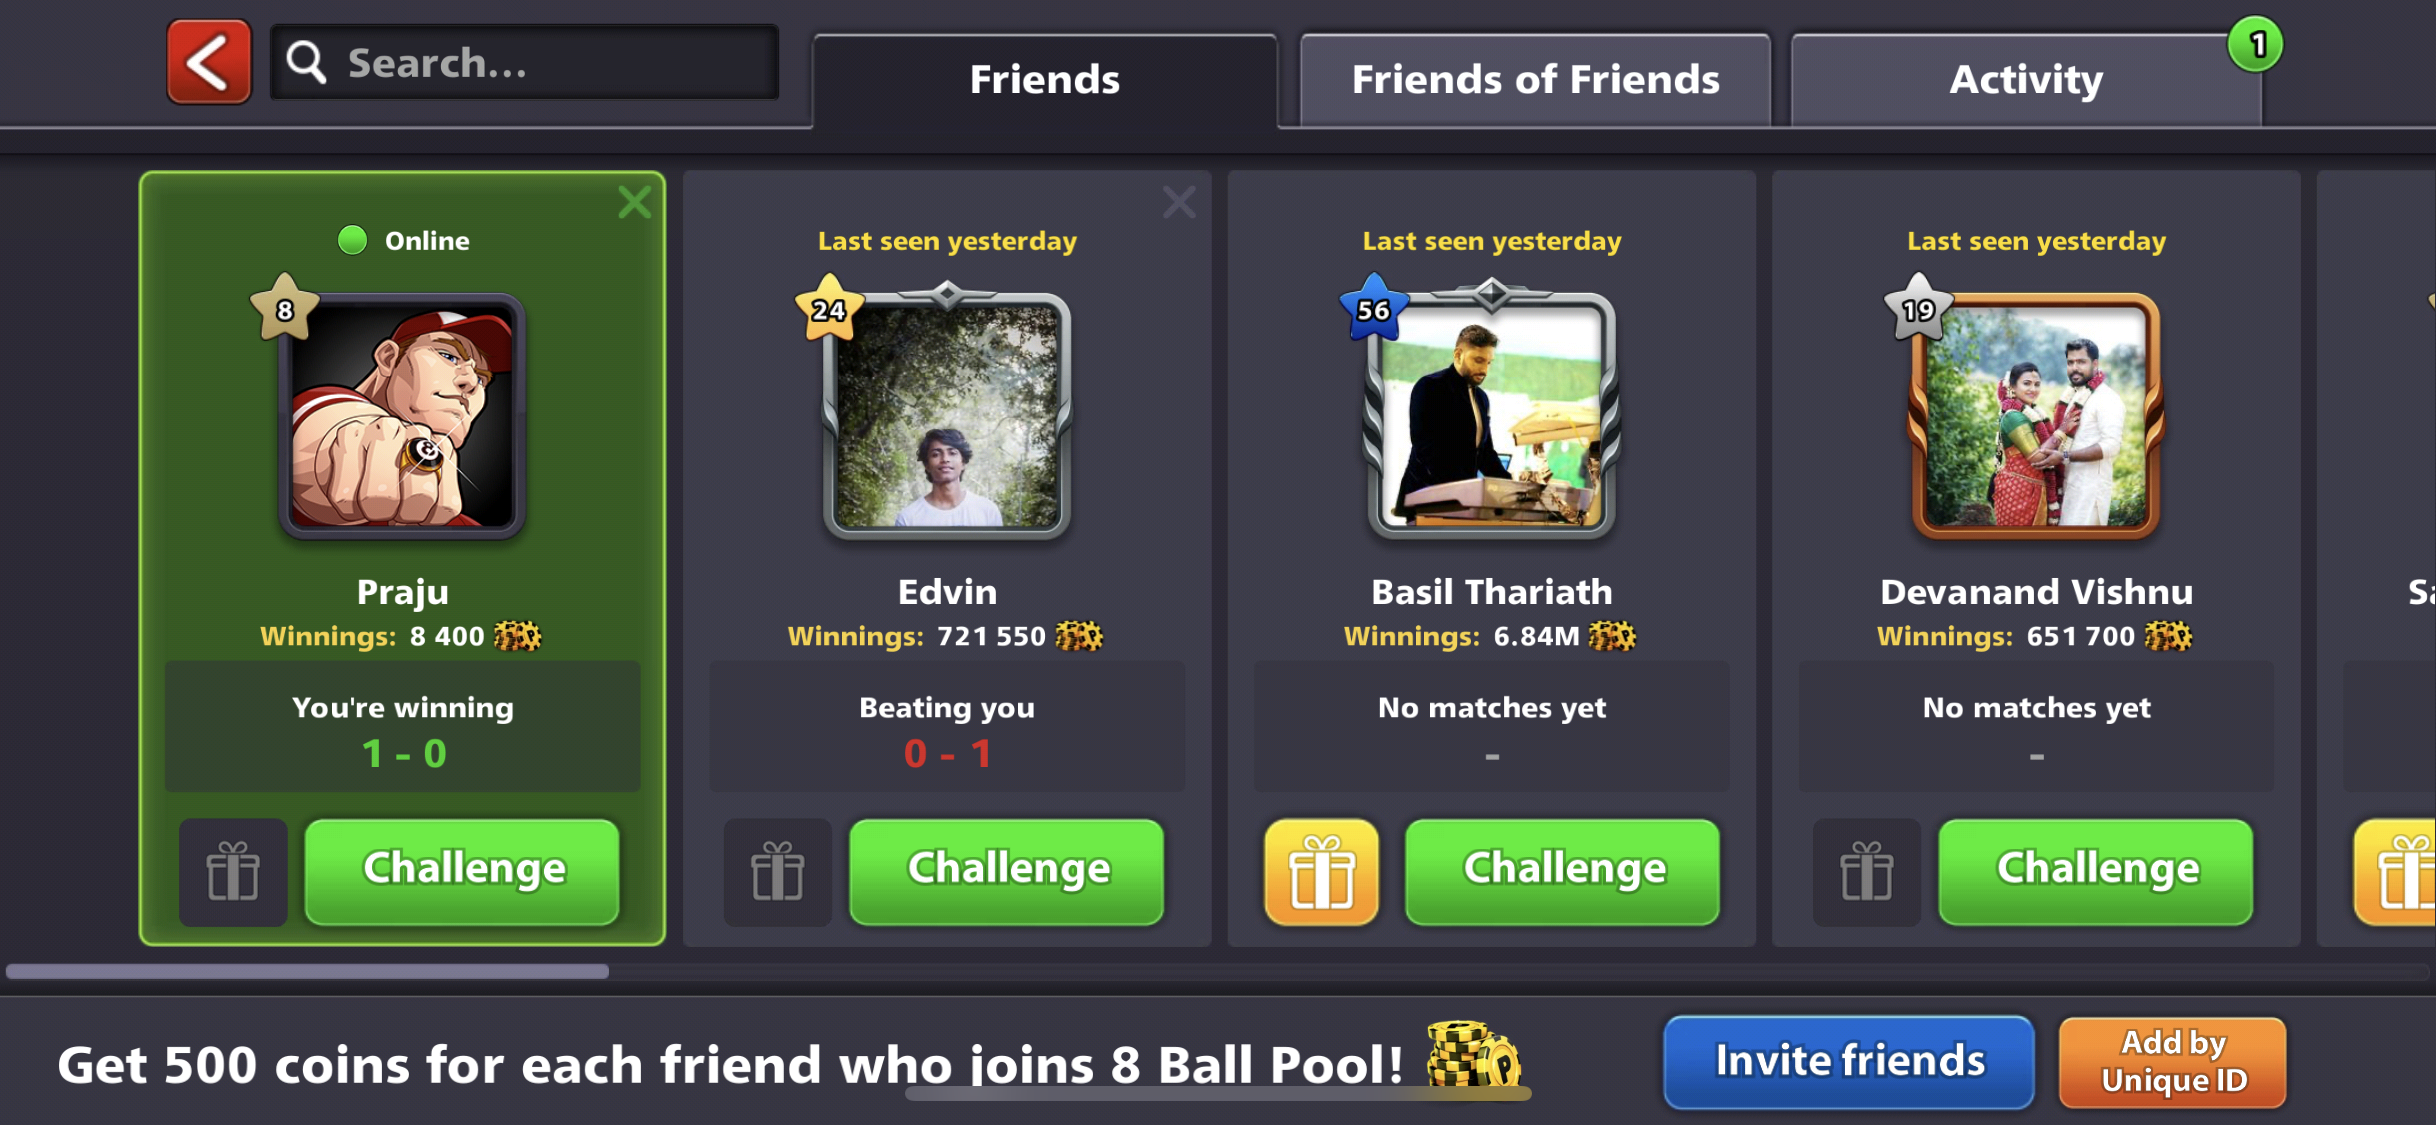 Search...
Friends
Friends of Friends
Activity
1
Online
8
Praju
Winnings: 8 400
You're winning
1 - 0
Challenge
Last seen yesterday
24
Edvin
Winnings: 721 550
Beating you
0 - 1
Challenge
Last seen yesterday
56
Basil Thariath
Winnings: 6.84M
No matches yet
-
Challenge
Last seen yesterday
19
Devanand Vishnu
Winnings: 651 700
No matches yet
-
Challenge
Get 500 coins for each friend who joins 8 Ball Pool!
Invite friends
Add by
Unique ID